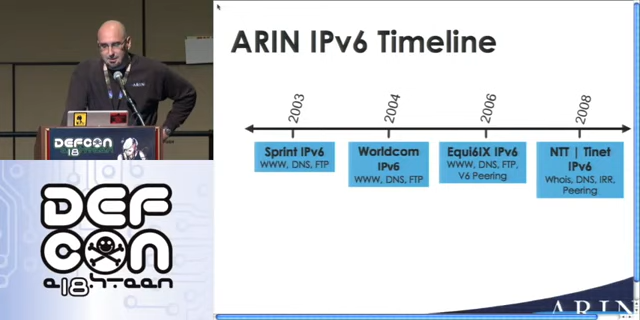 ARIN IPv6 Timeline
2003
2004
2006
2008
Sprint IPv6
WWW, DNS, FTP
Worldcom
IPv6
WWW, DNS, FTP
Equi6IX IPv6
WWW, DNS, FTP,
V6 Peering
NTT | Tinet
IPv6
Whois, DNS, IRR,
Peering
ARIN
ARIN
DEFCON
18
DEF
CON
e18hteen